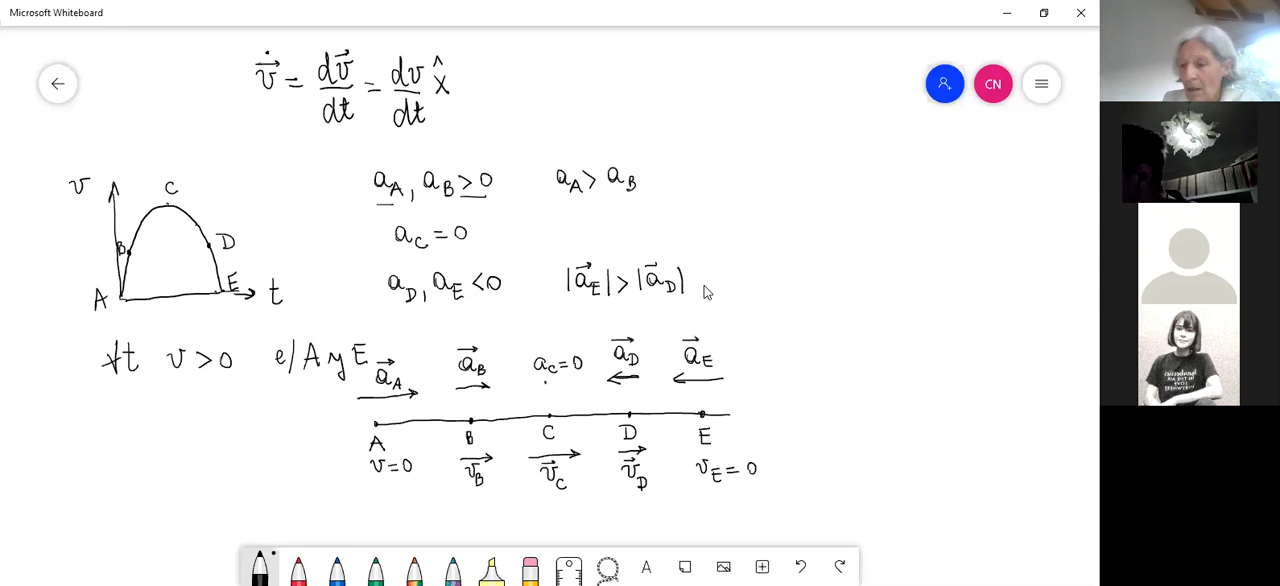 Microsoft Whiteboard
CN
v⃗̇ = dv⃗/dt = dv/dt x̂
v
C
B
D
A
E
t
a_A, a_B > 0
a_A > a_B
a_C = 0
a_D, a_E < 0
|a⃗_E| > |a⃗_D|
∀t v > 0 e/A y E
a⃗_A
a⃗_B
a_C = 0
a⃗_D
a⃗_E
A
B
C
D
E
v = 0
v⃗_B
v⃗_C
v⃗_D
v_E = 0
A